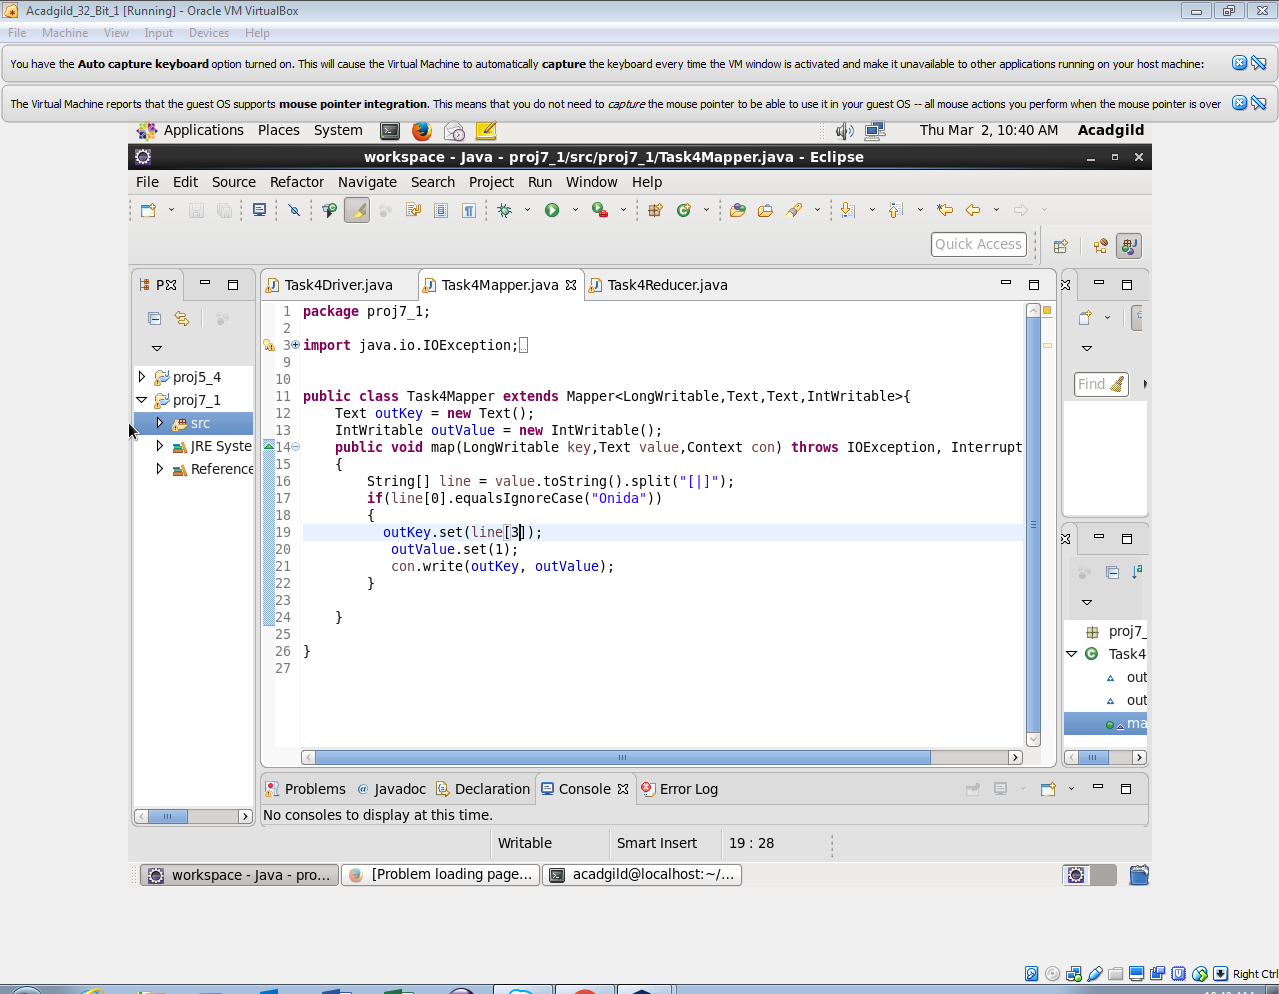 Acadgild_32_Bit_1 [Running] - Oracle VM VirtualBox
File Machine View Input Devices Help
You have the Auto capture keyboard option turned on. This will cause the Virtual Machine to automatically capture the keyboard every time the VM window is activated and make it unavailable to other applications running on your host machine:
The Virtual Machine reports that the guest OS supports mouse pointer integration. This means that you do not need to capture the mouse pointer to be able to use it in your guest OS -- all mouse actions you perform when the mouse pointer is over
Applications Places System Thu Mar 2, 10:40 AM Acadgild
workspace - Java - proj7_1/src/proj7_1/Task4Mapper.java - Eclipse
File Edit Source Refactor Navigate Search Project Run Window Help
Quick Access
P Task4Driver.java Task4Mapper.java Task4Reducer.java
1 package proj7_1;
2
3 import java.io.IOException;
9
10
11 public class Task4Mapper extends Mapper<LongWritable,Text,Text,IntWritable>{
12 Text outKey = new Text();
13 IntWritable outValue = new IntWritable();
14 public void map(LongWritable key,Text value,Context con) throws IOException, Interrupt
15 {
16 String[] line = value.toString().split("[|]");
17 if(line[0].equalsIgnoreCase("Onida"))
18 {
19 outKey.set(line[3]);
20 outValue.set(1);
21 con.write(outKey, outValue);
22 }
23
24 }
25
26 }
27
proj5_4
proj7_1
src
JRE Syste
Reference
Find
proj7_
Task4
out
out
ma
Problems Javadoc Declaration Console Error Log
No consoles to display at this time.
Writable Smart Insert 19 : 28
workspace - Java - pro... [Problem loading page... acadgild@localhost:~/...
Right Ctrl